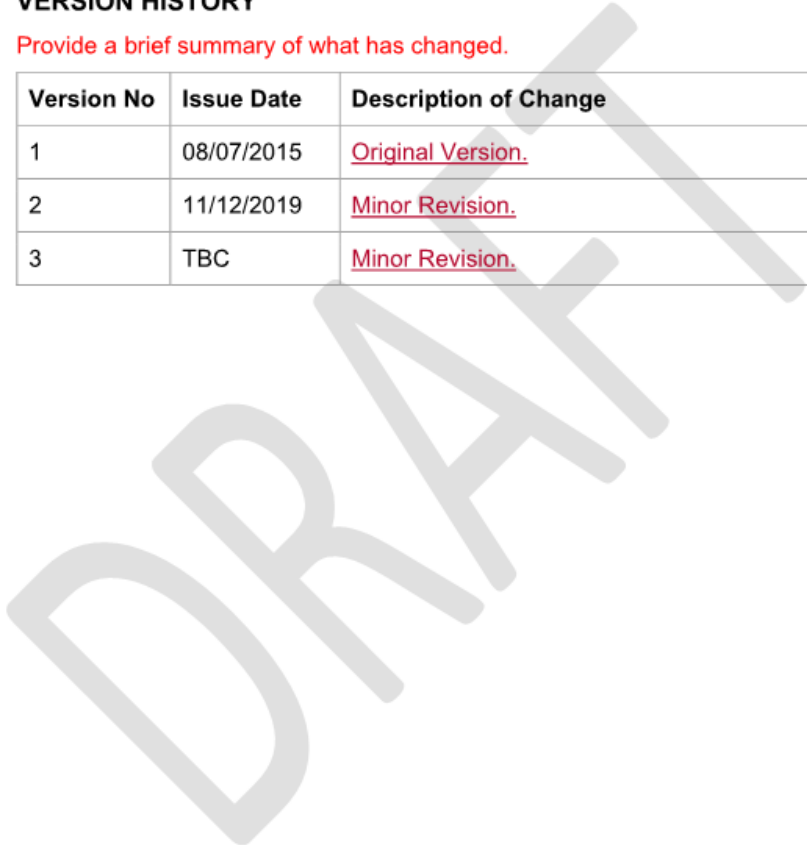 VERSION HISTORY
Provide a brief summary of what has changed.
Version No Issue Date Description of Change
1 08/07/2015 Original Version.
2 11/12/2019 Minor Revision.
3 TBC Minor Revision.
DRAFT